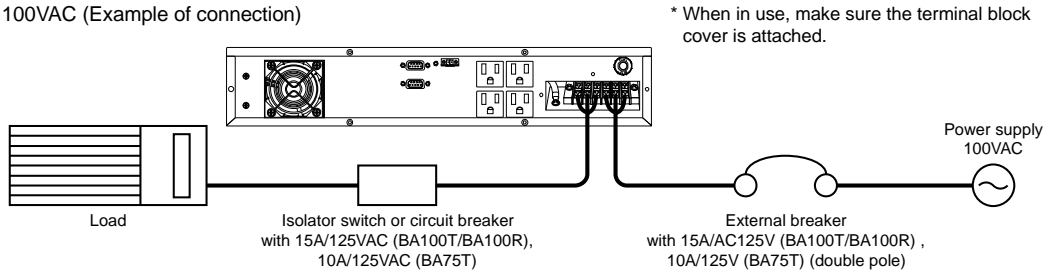 100VAC (Example of connection)
* When in use, make sure the terminal block
cover is attached.
Power supply
100VAC
Load
Isolator switch or circuit breaker
with 15A/125VAC (BA100T/BA100R),
10A/125VAC (BA75T)
External breaker
with 15A/AC125V (BA100T/BA100R) ,
10A/125V (BA75T) (double pole)